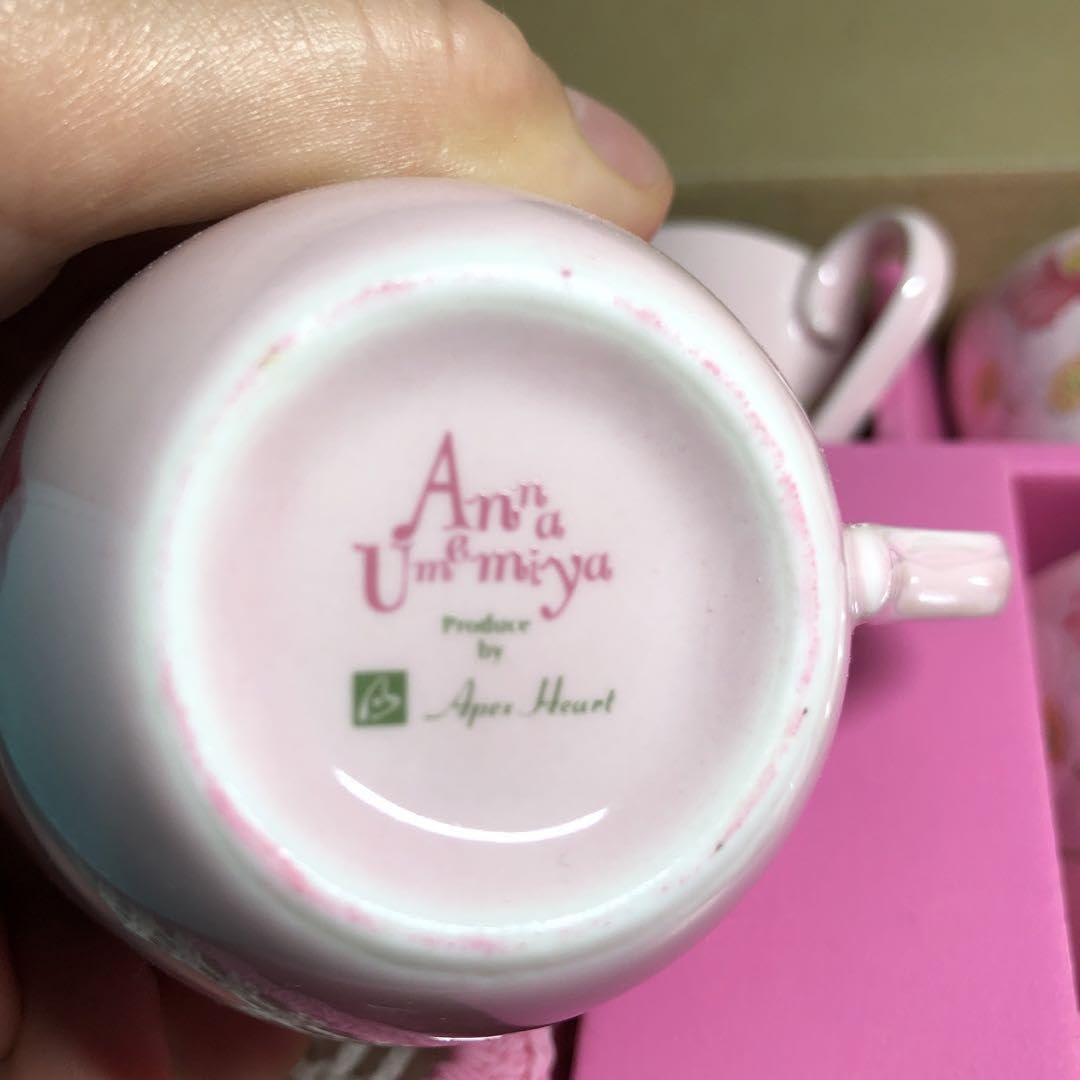 Anna
Umemiya
Produce
by
Apex Heart